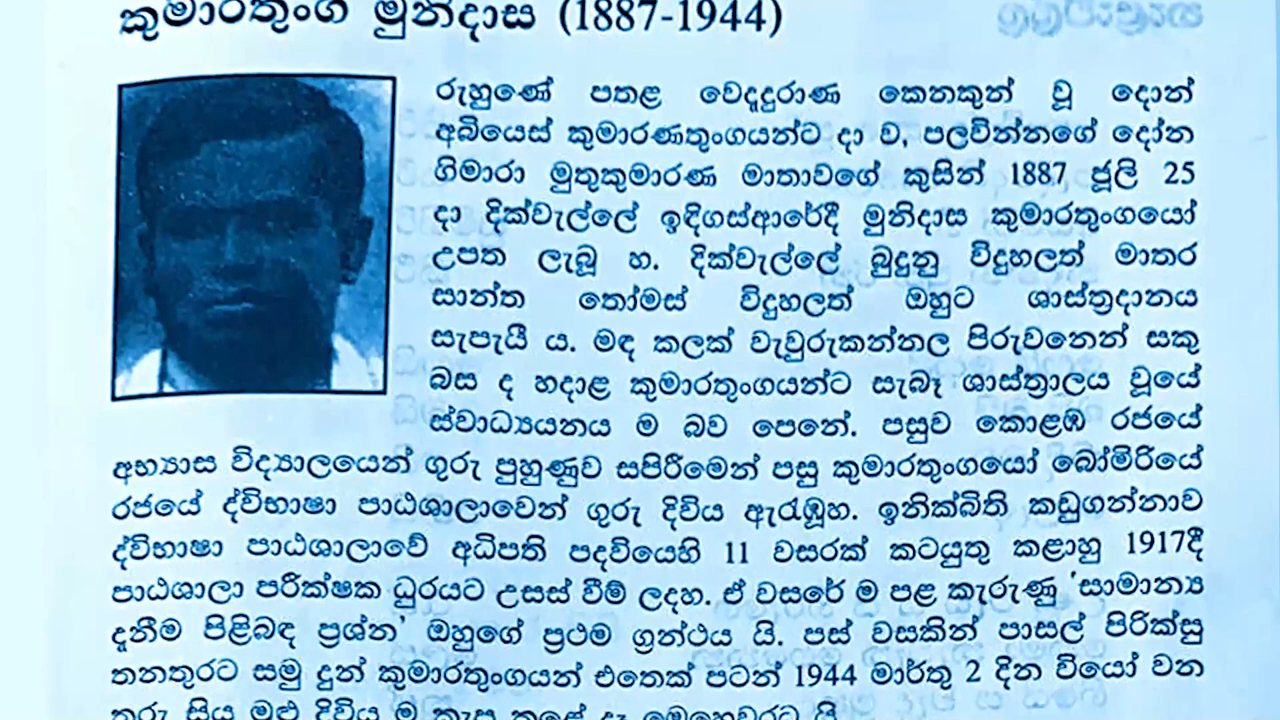 කුමාරතුංග මුනිදාස (1887-1944)
රුහුණේ පතළ වෙදූදුරාණ කෙනකුන් වූ දොන්
අබියෙස් කුමාරණතුංගයන්ට දා ව, පලවින්නගේ දෝන
ගිමාරා මුතුකුමාරණ මාතාවගේ කුසින් 1887 ජූලි 25
දා දික්වැල්ලේ ඉඳිගස්ආරේදී මුනිදාස කුමාරතුංගයෝ
උපත ලැබූ හ. දික්වැල්ලේ බුදුනු විදුහලත් මාතර
සාන්ත තෝමස් විදුහලත් ඔහුට ශාස්ත්‍රදානය
සැපැයී ය. මඳ කලක් වැවුරුකන්නල පිරුවනෙන් සකු
බස ද හදාළ කුමාරතුංගයන්ට සැබෑ ශාස්ත්‍රාලය වූයේ
ස්වාධ්‍යයනය ම බව පෙනේ. පසුව කොළඹ රජයේ
අභ්‍යාස විද්‍යාලයෙන් ගුරු පුහුණුව සපිරීමෙන් පසු කුමාරතුංගයෝ බෝමිරියේ
රජයේ ද්විභාෂා පාඨශාලාවෙන් ගුරු දිවිය ඇරැඹූහ. ඉනික්බිති කඩුගන්නාව
ද්විභාෂා පාඨශාලාවේ අධිපති පදවියෙහි 11 වසරක් කටයුතු කළාහු 1917දී
පාඨශාලා පරීක්ෂක ධුරයට උසස් වීම් ලදහ. ඒ වසරේ ම පළ කැරුණු 'සාමාන්‍ය
දැනීම පිළිබඳ ප්‍රශ්න' ඔහුගේ ප්‍රථම ග්‍රන්ථය යි. පස් වසකින් පාසල් පිරික්සු
තනතුරට සමු දුන් කුමාරතුංගයන් එතෙක් පටන් 1944 මාර්තු 2 දින වියෝ වන
තුරු සිය මුළු දිවිය ම කැප කළේ දෑ මෙහෙවරට යි